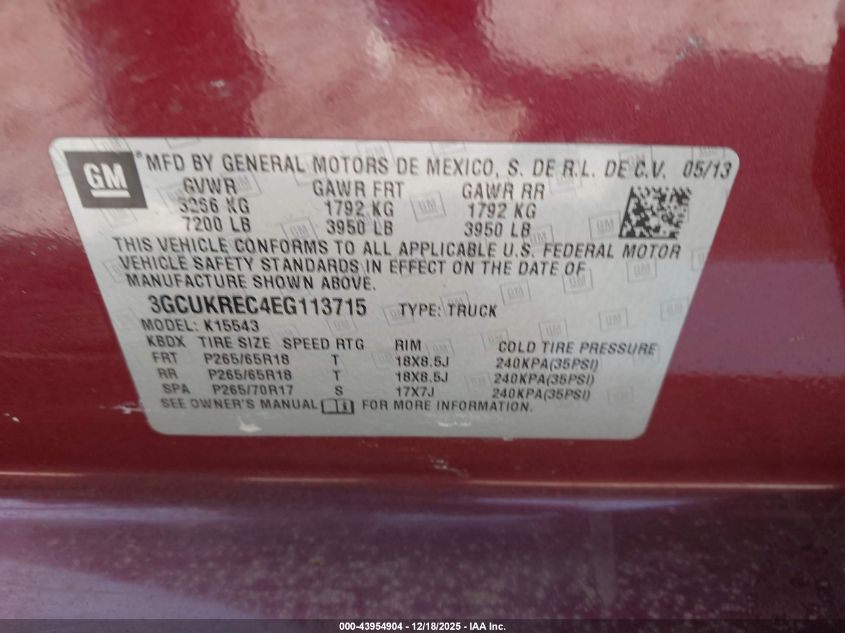 GM ® MFD BY GENERAL MOTORS DE MEXICO, S. DE R.L. DE C.V. 05/13
GVWR GAWR FRT GAWR RR
3256 KG 1792 KG 1792 KG
7200 LB 3950 LB 3950 LB
THIS VEHICLE CONFORMS TO ALL APPLICABLE U.S. FEDERAL MOTOR
VEHICLE SAFETY STANDARDS IN EFFECT ON THE DATE OF
MANUFACTURE SHOWN ABOVE.
3GCUKREC4EG113715 TYPE: TRUCK
MODEL: K15543
KBDX TIRE SIZE SPEED RTG RIM COLD TIRE PRESSURE
FRT P265/65R18 T 18X8.5J 240KPA(35PSI)
RR P265/65R18 T 18X8.5J 240KPA(35PSI)
SPA P265/70R17 S 17X7J 240KPA(35PSI)
SEE OWNER'S MANUAL FOR MORE INFORMATION.
000-43954904 | 12/18/2025 - IAA Inc.